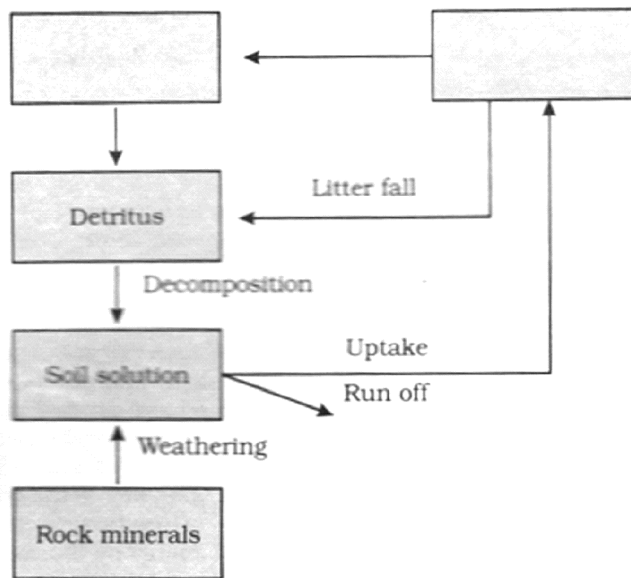 Litter fall
Detritus
Decomposition
Uptake
Soil solution
Run off
Weathering
Rock minerals